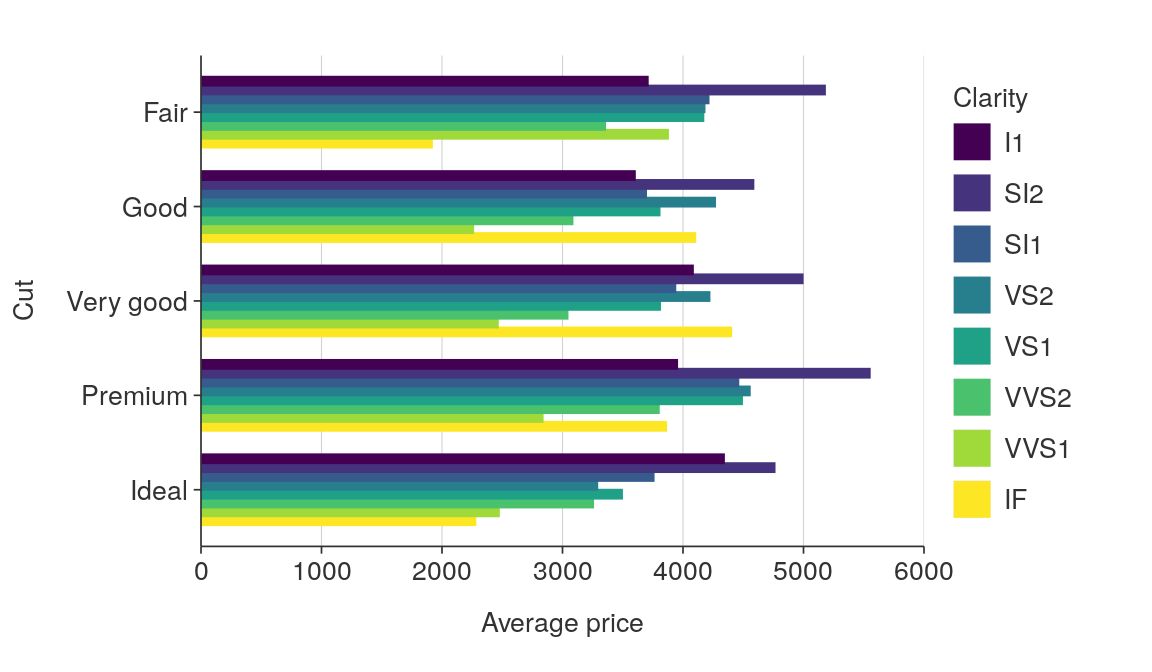 Fair
Good
Very good
Premium
Ideal
Cut
0 1000 2000 3000 4000 5000 6000
Average price
Clarity
I1
SI2
SI1
VS2
VS1
VVS2
VVS1
IF